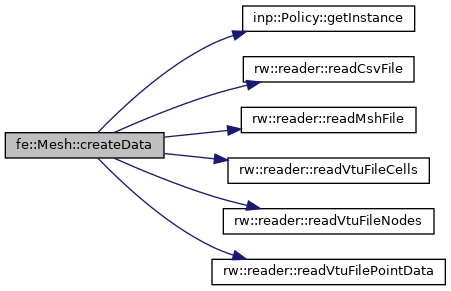 inp::Policy::getInstance
rw::reader::readCsvFile
rw::reader::readMshFile
fe::Mesh::createData
rw::reader::readVtuFileCells
rw::reader::readVtuFileNodes
rw::reader::readVtuFilePointData